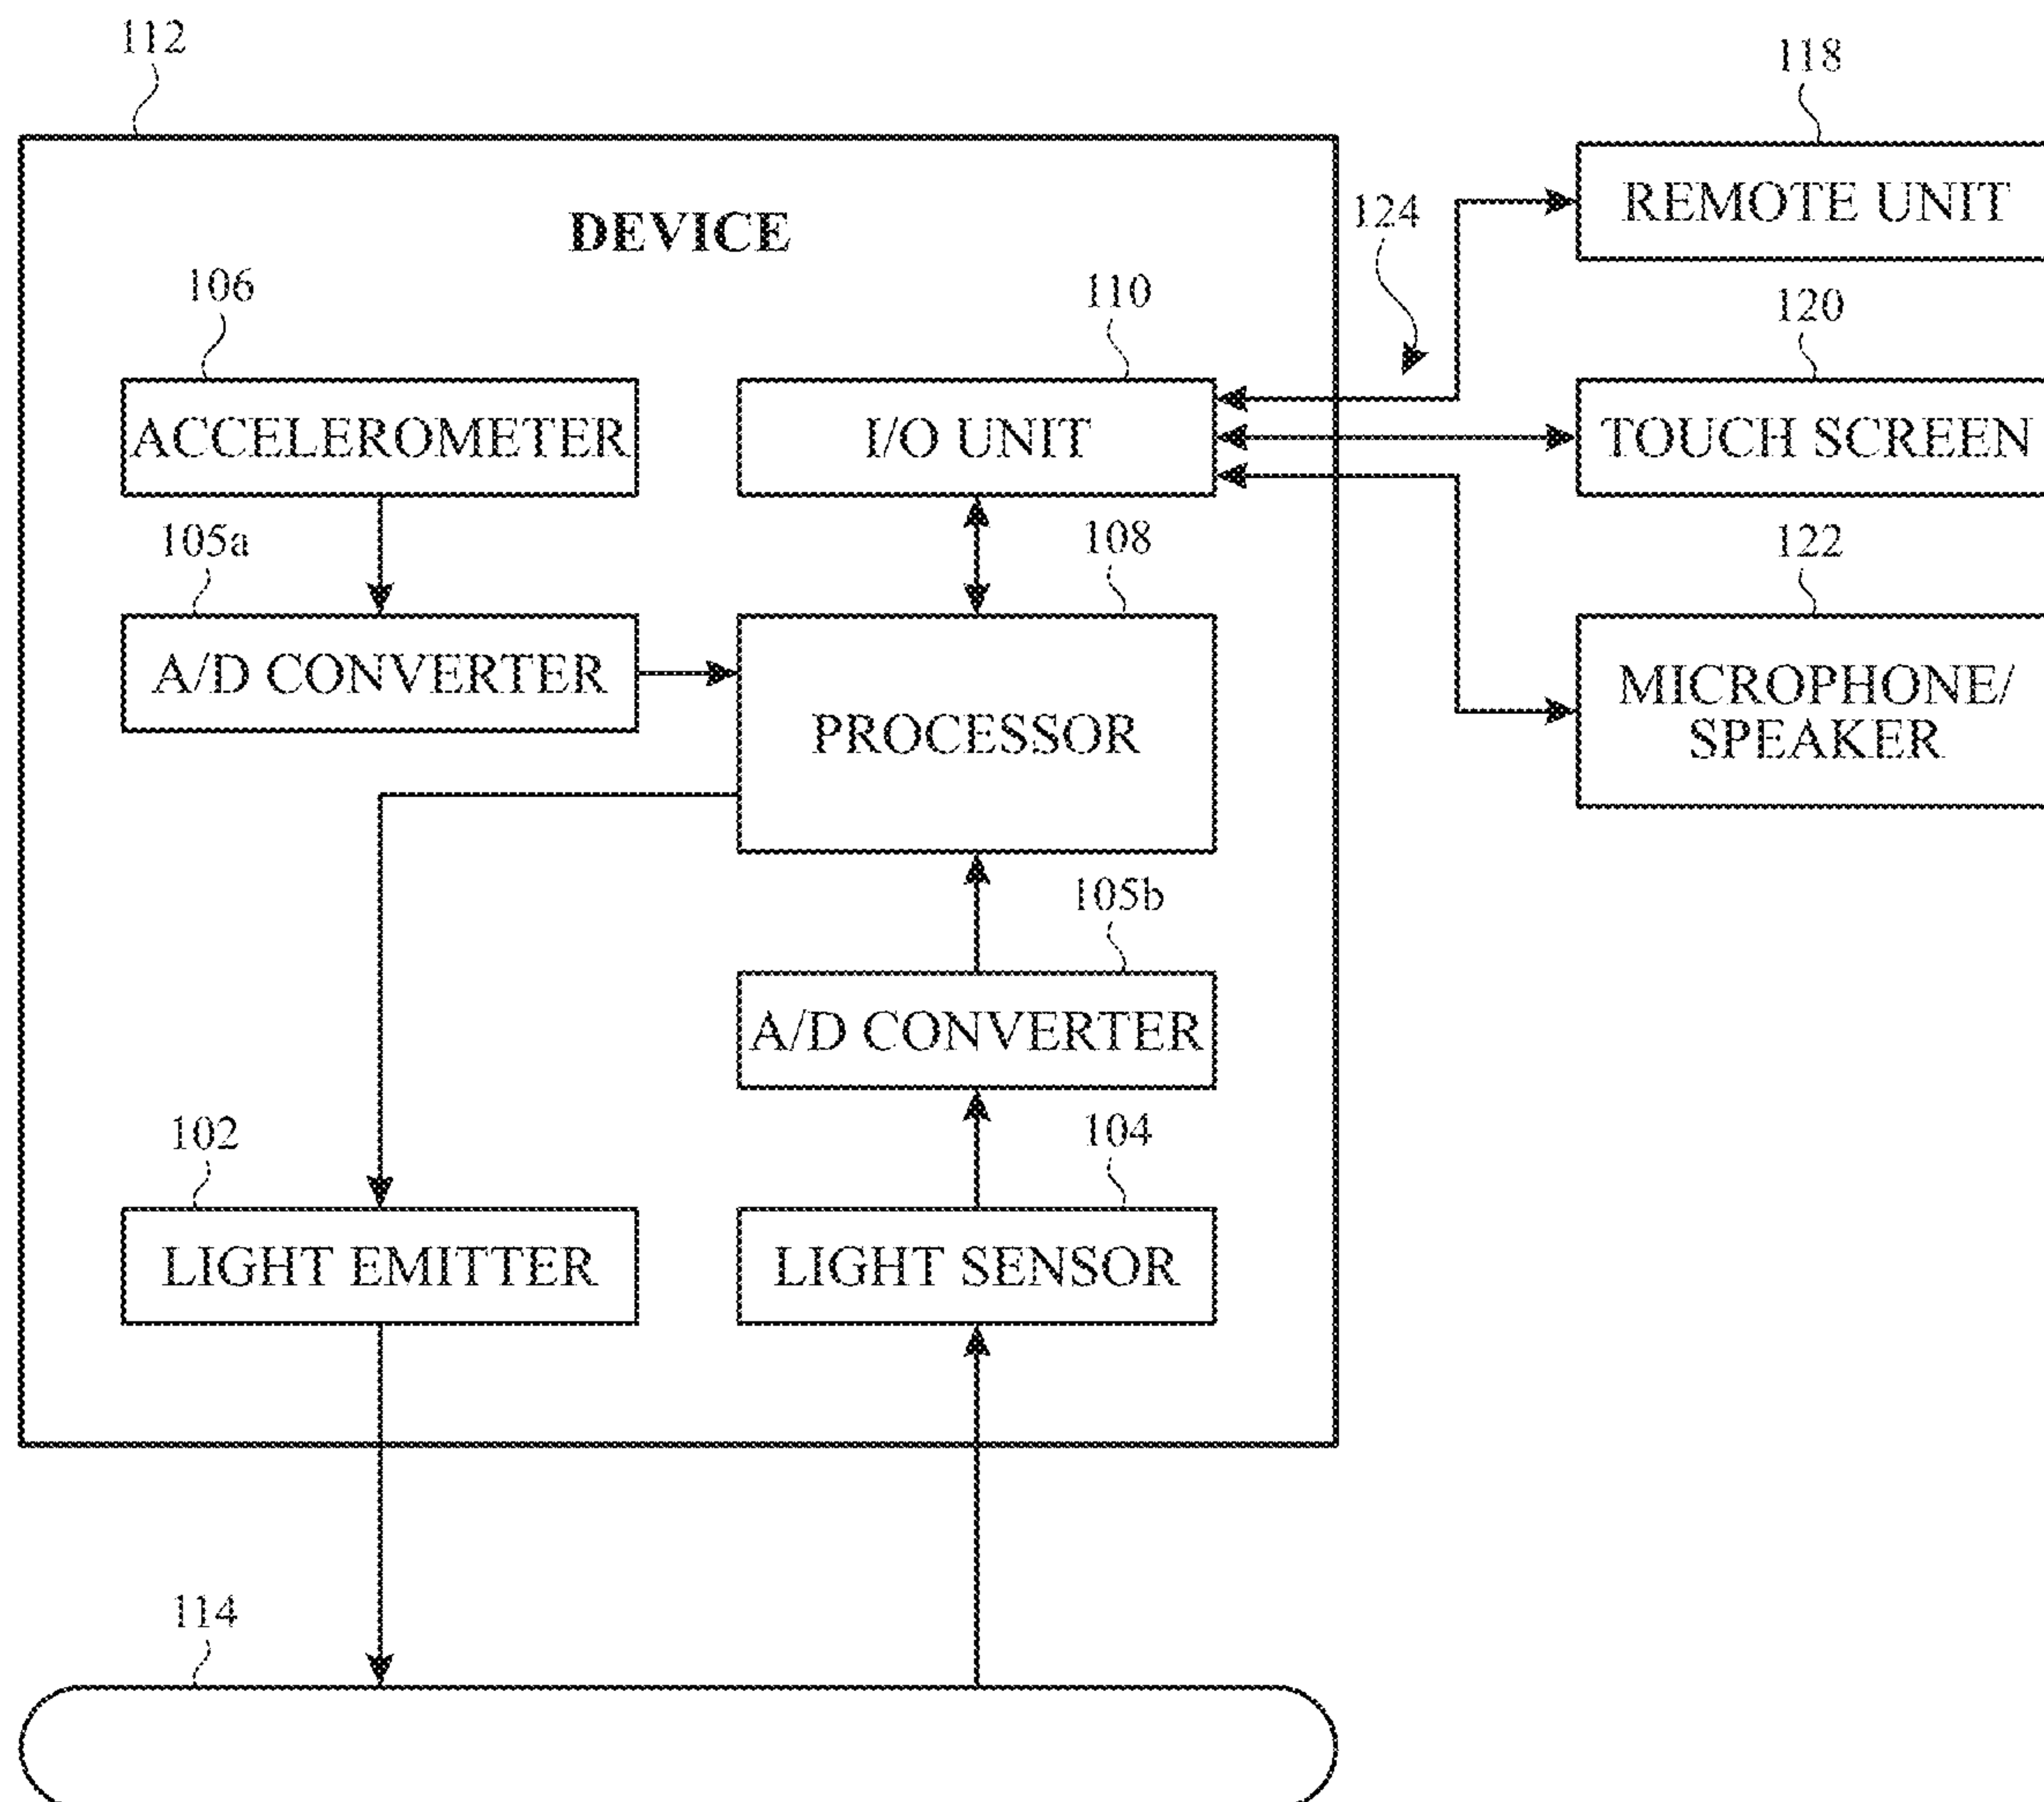 112
118
DEVICE
124
REMOTE UNIT
106
110
120
ACCELEROMETER
I/O UNIT
TOUCH SCREEN
105a
108
122
A/D CONVERTER
PROCESSOR
MICROPHONE/
SPEAKER
105b
A/D CONVERTER
102
104
LIGHT EMITTER
LIGHT SENSOR
114